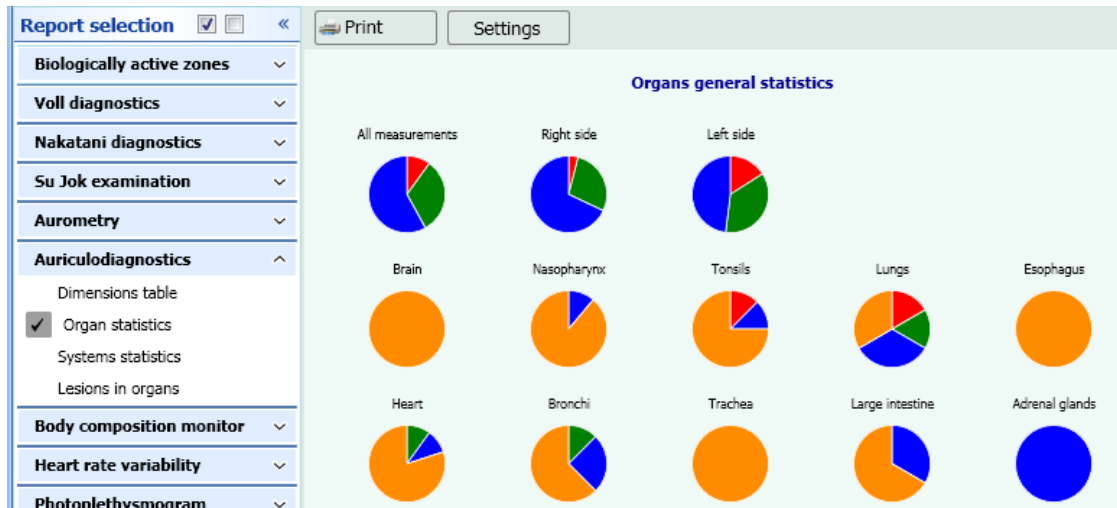 Report selection
Print
Settings
Biologically active zones
Voll diagnostics
Nakatani diagnostics
Su Jok examination
Aurometry
Auriculodiagnostics
Dimensions table
Organ statistics
Systems statistics
Lesions in organs
Body composition monitor
Heart rate variability
Photoplethysmogram
Organs general statistics
All measurements
Right side
Left side
Brain
Nasopharynx
Tonsils
Lungs
Esophagus
Heart
Bronchi
Trachea
Large intestine
Adrenal glands